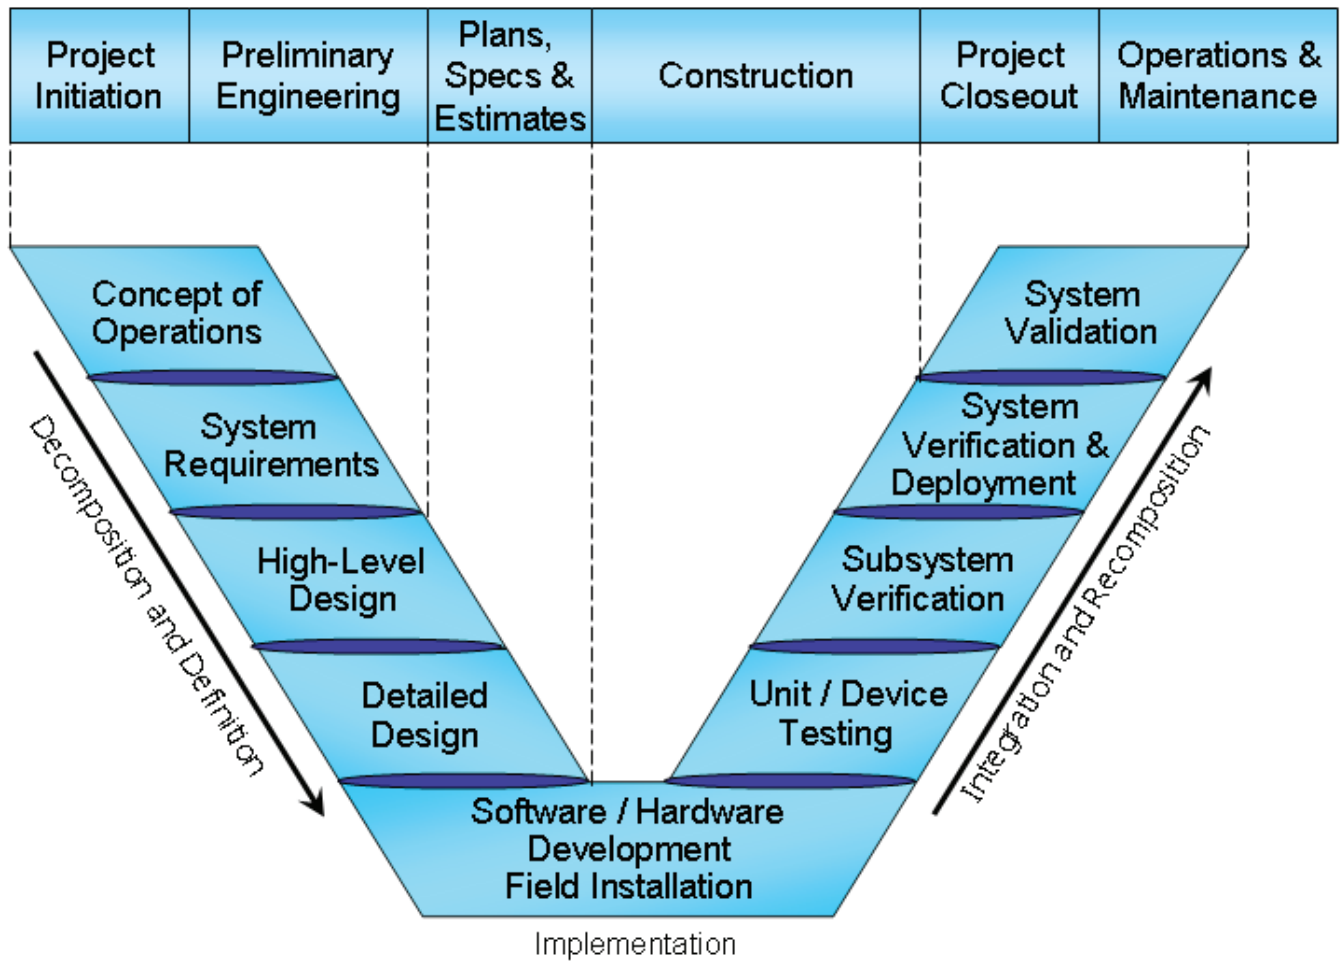 Project
Initiation
Preliminary
Engineering
Plans,
Specs &
Estimates
Construction
Project
Closeout
Operations &
Maintenance
Concept of
Operations
System
Requirements
High-Level
Design
Detailed
Design
Software / Hardware
Development
Field Installation
Unit / Device
Testing
Subsystem
Verification
System
Verification &
Deployment
System
Validation
Decomposition and Definition
Integration and Recomposition
Implementation